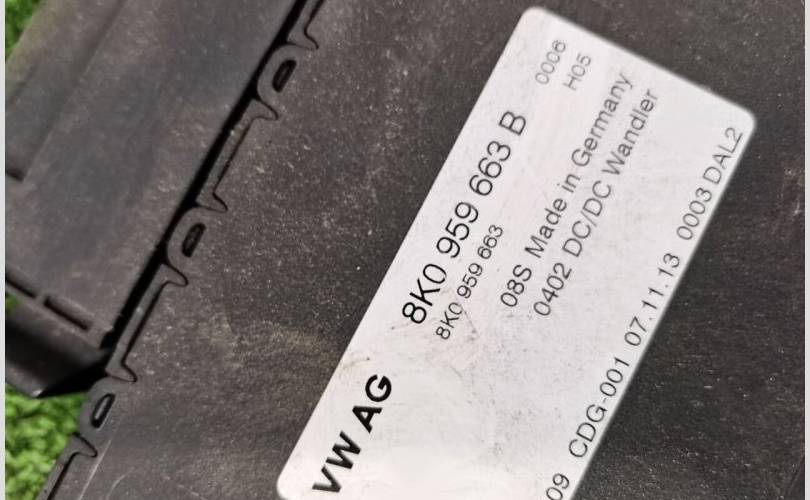 0006
H05
VW AG
8K0 959 663 B
8K0 959 663
08S Made in Germany
0402 DC/DC Wandler
09 CDG-001 07.11.13 0003 DAL2